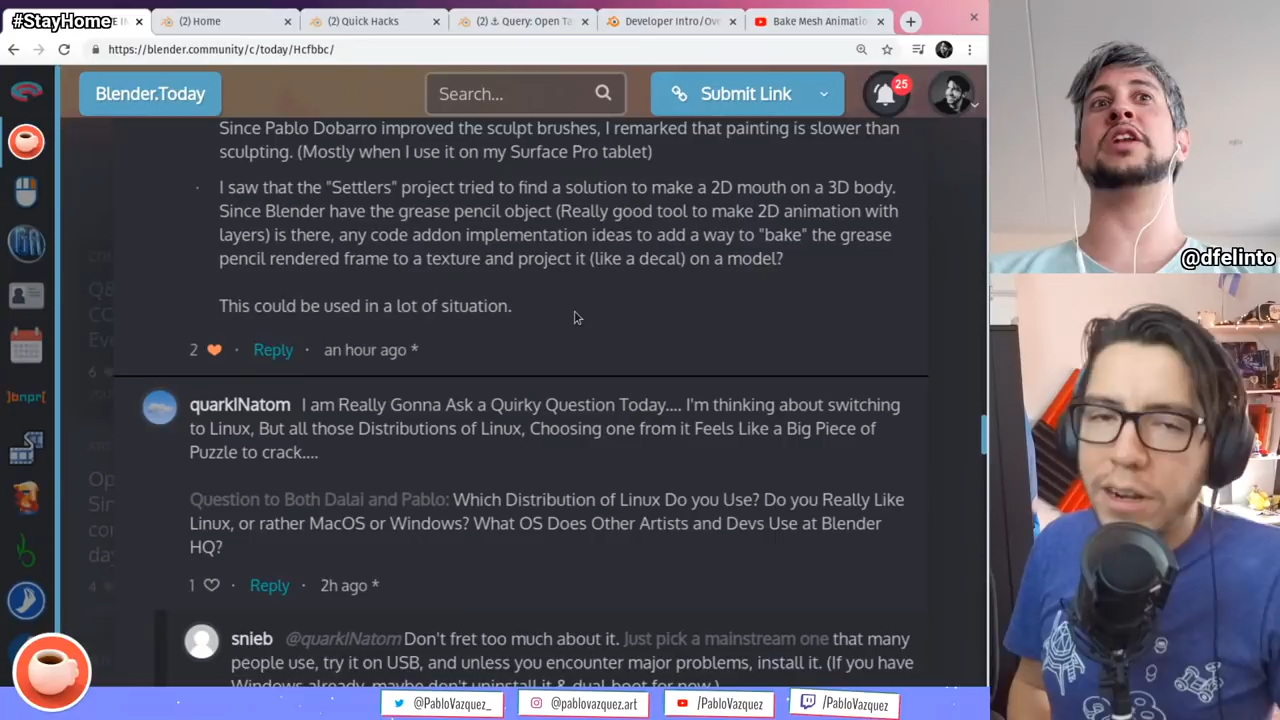 #StayHome
(2) Home
(2) Quick Hacks
(2) ⚓ Query: Open Ta
Developer Intro/Ove
Bake Mesh Animatio
https://blender.community/c/today/Hcfbbc/
Blender.Today
Search...
Submit Link
25
Since Pablo Dobarro improved the sculpt brushes, I remarked that painting is slower than
sculpting. (Mostly when I use it on my Surface Pro tablet)
· I saw that the "Settlers" project tried to find a solution to make a 2D mouth on a 3D body.
Since Blender have the grease pencil object (Really good tool to make 2D animation with
layers) is there, any code addon implementation ideas to add a way to "bake" the grease
pencil rendered frame to a texture and project it (like a decal) on a model?
This could be used in a lot of situation.
2 · Reply · an hour ago *
quarklNatom I am Really Gonna Ask a Quirky Question Today.... I'm thinking about switching
to Linux, But all those Distributions of Linux, Choosing one from it Feels Like a Big Piece of
Puzzle to crack....
Question to Both Dalai and Pablo: Which Distribution of Linux Do you Use? Do you Really Like
Linux, or rather MacOS or Windows? What OS Does Other Artists and Devs Use at Blender
HQ?
1 · Reply · 2h ago *
snieb @quarklNatom Don't fret too much about it. Just pick a mainstream one that many
people use, try it on USB, and unless you encounter major problems, install it. (If you have
Windows already, maybe don't uninstall it & dual-boot for now.)
bnpr
@dfelinto
@PabloVazquez_
@pablovazquez.art
/PabloVazquez
/PabloVazquez